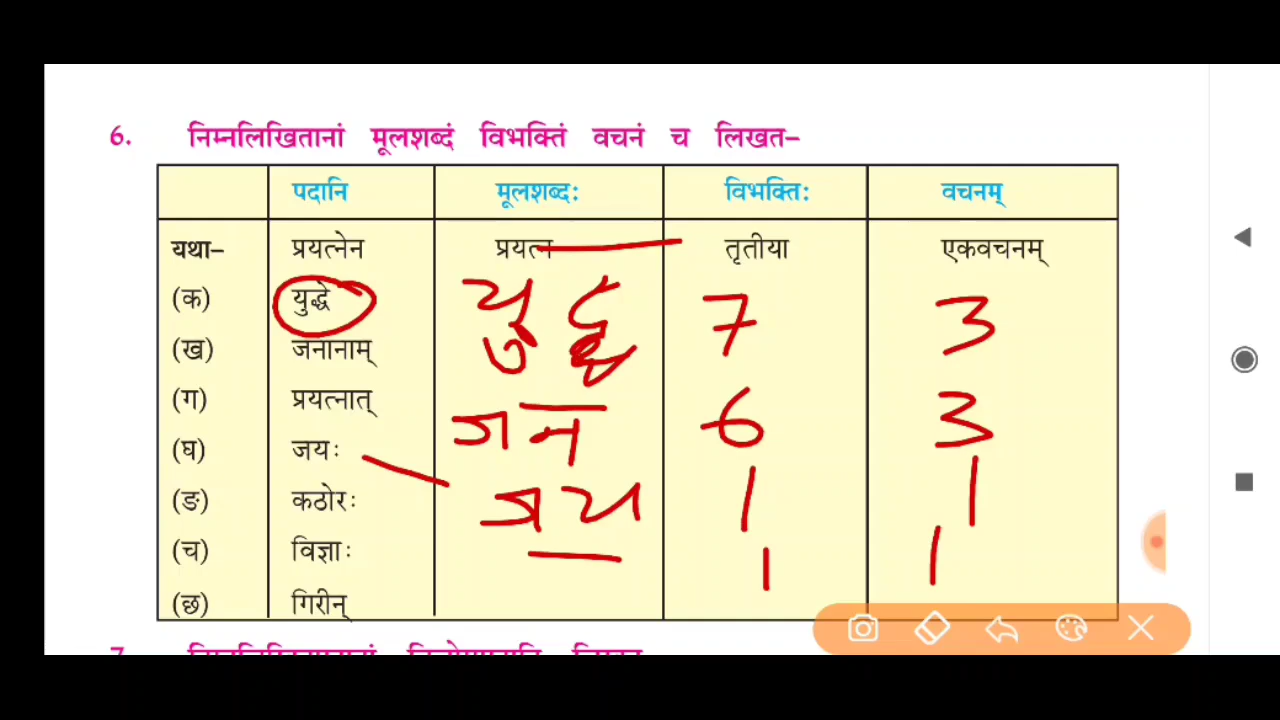 6. निम्नलिखितानां मूलशब्दं विभक्तिं वचनं च लिखत–
पदानि मूलशब्दः विभक्तिः वचनम्
यथा– प्रयत्नेन प्रयत्न तृतीया एकवचनम्
(क) युद्धे युद्ध 7 3
(ख) जनानाम्
(ग) प्रयत्नात् जन 6 3
(घ) जयः
(ङ) कठोरः जय 1 1
(च) विज्ञाः 1 1
(छ) गिरीन्
7.